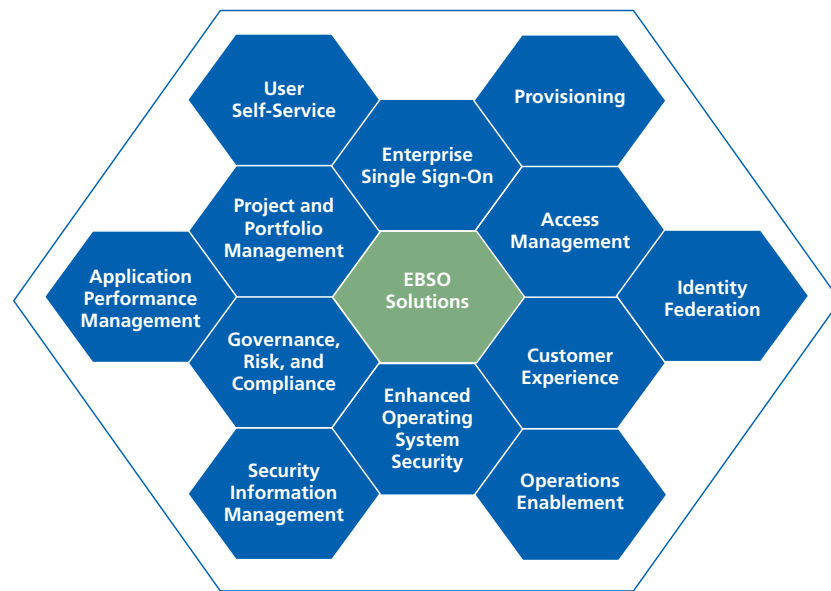 User
Self-Service
Provisioning
Enterprise
Single Sign-On
Project and
Portfolio
Management
Access
Management
Application
Performance
Management
EBSO
Solutions
Identity
Federation
Governance,
Risk, and
Compliance
Customer
Experience
Enhanced
Operating
System
Security
Security
Information
Management
Operations
Enablement